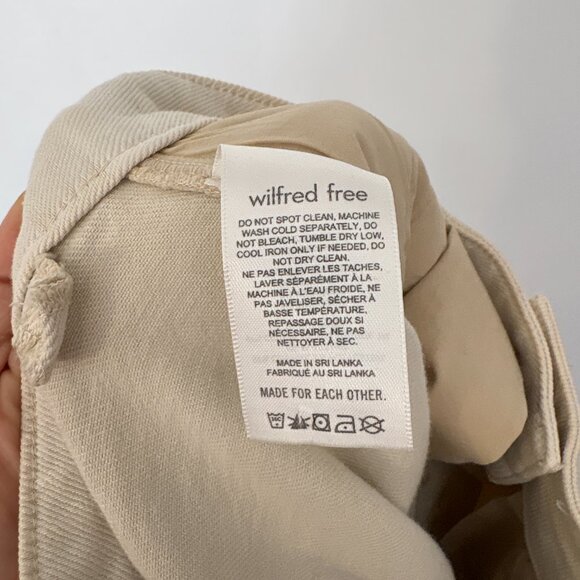 wilfred free
DO NOT SPOT CLEAN, MACHINE
WASH COLD SEPARATELY, DO
NOT BLEACH, TUMBLE DRY LOW,
COOL IRON ONLY IF NEEDED, DO
NOT DRY CLEAN.
NE PAS ENLEVER LES TACHES,
LAVER SÉPARÉMENT À LA
MACHINE À L'EAU FROIDE, NE
PAS JAVELISER, SÉCHER À
BASSE TEMPÉRATURE,
REPASSAGE DOUX SI
NÉCESSAIRE, NE PAS
NETTOYER À SEC.
MADE IN SRI LANKA
FABRIQUÉ AU SRI LANKA
MADE FOR EACH OTHER.